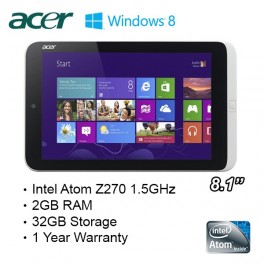 acer Windows 8
Start
8.1"
· Intel Atom Z270 1.5GHz
· 2GB RAM
· 32GB Storage
· 1 Year Warranty
intel
Atom
inside™